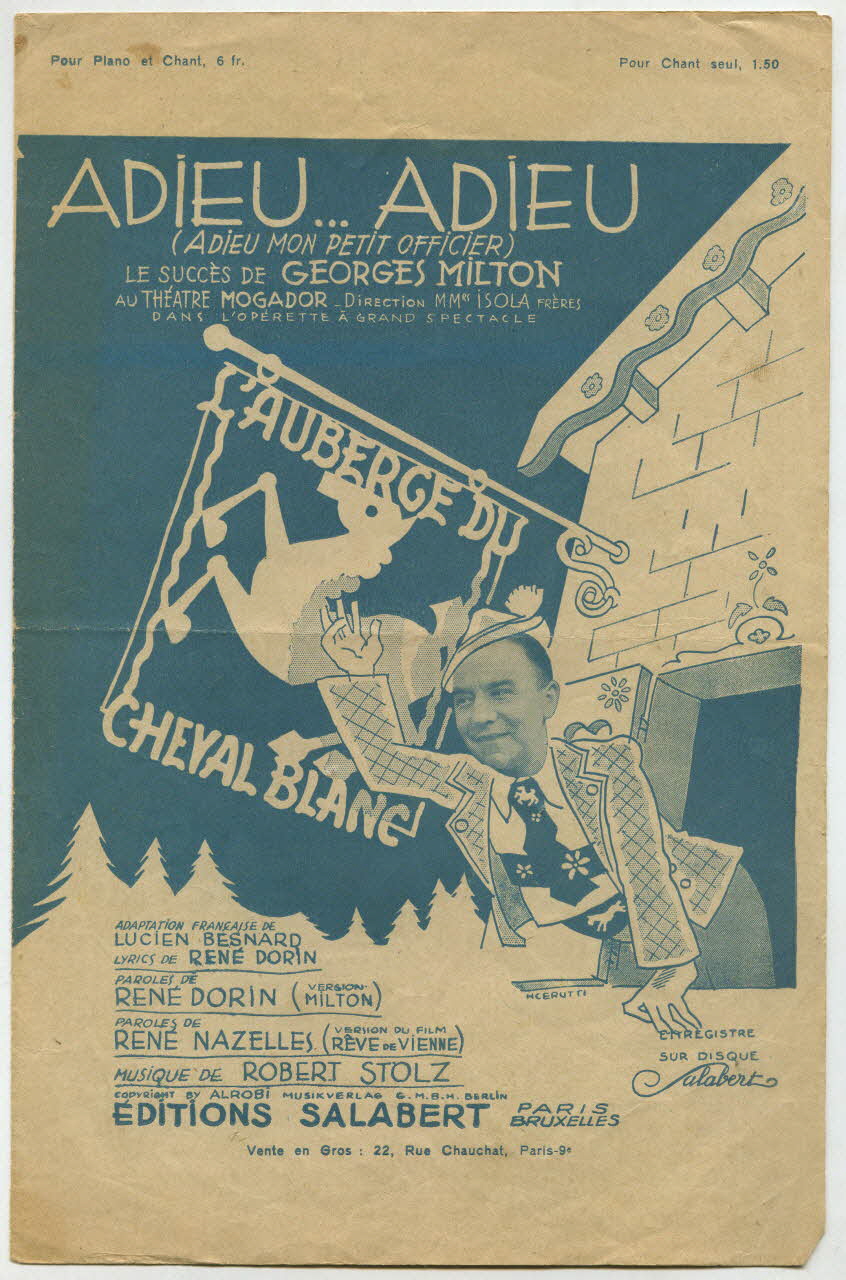 Pour Piano et Chant, 6 fr.
Pour Chant seul, 1.50
ADIEU... ADIEU
(ADIEU MON PETIT OFFICIER)
LE SUCCÈS DE GEORGES MILTON
AU THÉATRE MOGADOR - DIRECTION MMRS ISOLA FRÈRES
DANS L'OPÉRETTE À GRAND SPECTACLE
L'AUBERGE DU
CHEVAL BLANC
ADAPTATION FRANÇAISE DE
LUCIEN BESNARD
LYRICS DE RENÉ DORIN
PAROLES DE
RENÉ DORIN (VERSION MILTON)
PAROLES DE
RENÉ NAZELLES (VERSION DU FILM RÊVE DE VIENNE)
MUSIQUE DE ROBERT STOLZ
COPYRIGHT BY ALROBI MUSIKVERLAG G.M.B.H. BERLIN
ÉDITIONS SALABERT PARIS BRUXELLES
HCERUTTI
ENREGISTRE
SUR DISQUE
Salabert
Vente en Gros : 22, Rue Chauchat, Paris-9e